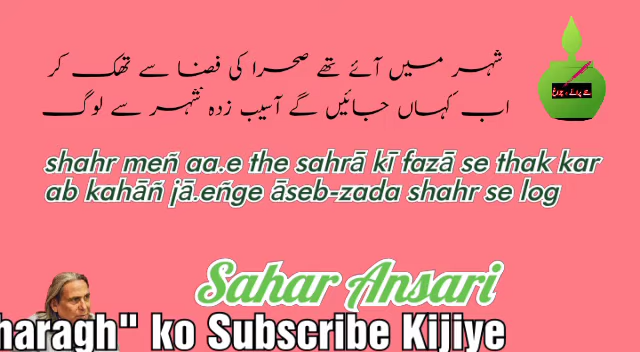 شہر میں آئے تھے صحرا کی فضا سے تھک کر
اب کہاں جائیں گے آسیب زدہ شہر سے لوگ
shahr meñ aa.e the sahrā kī fazā se thak kar
ab kahāñ jā.eñge āseb-zada shahr se log
Sahar Ansari
haragh" ko Subscribe Kijiye